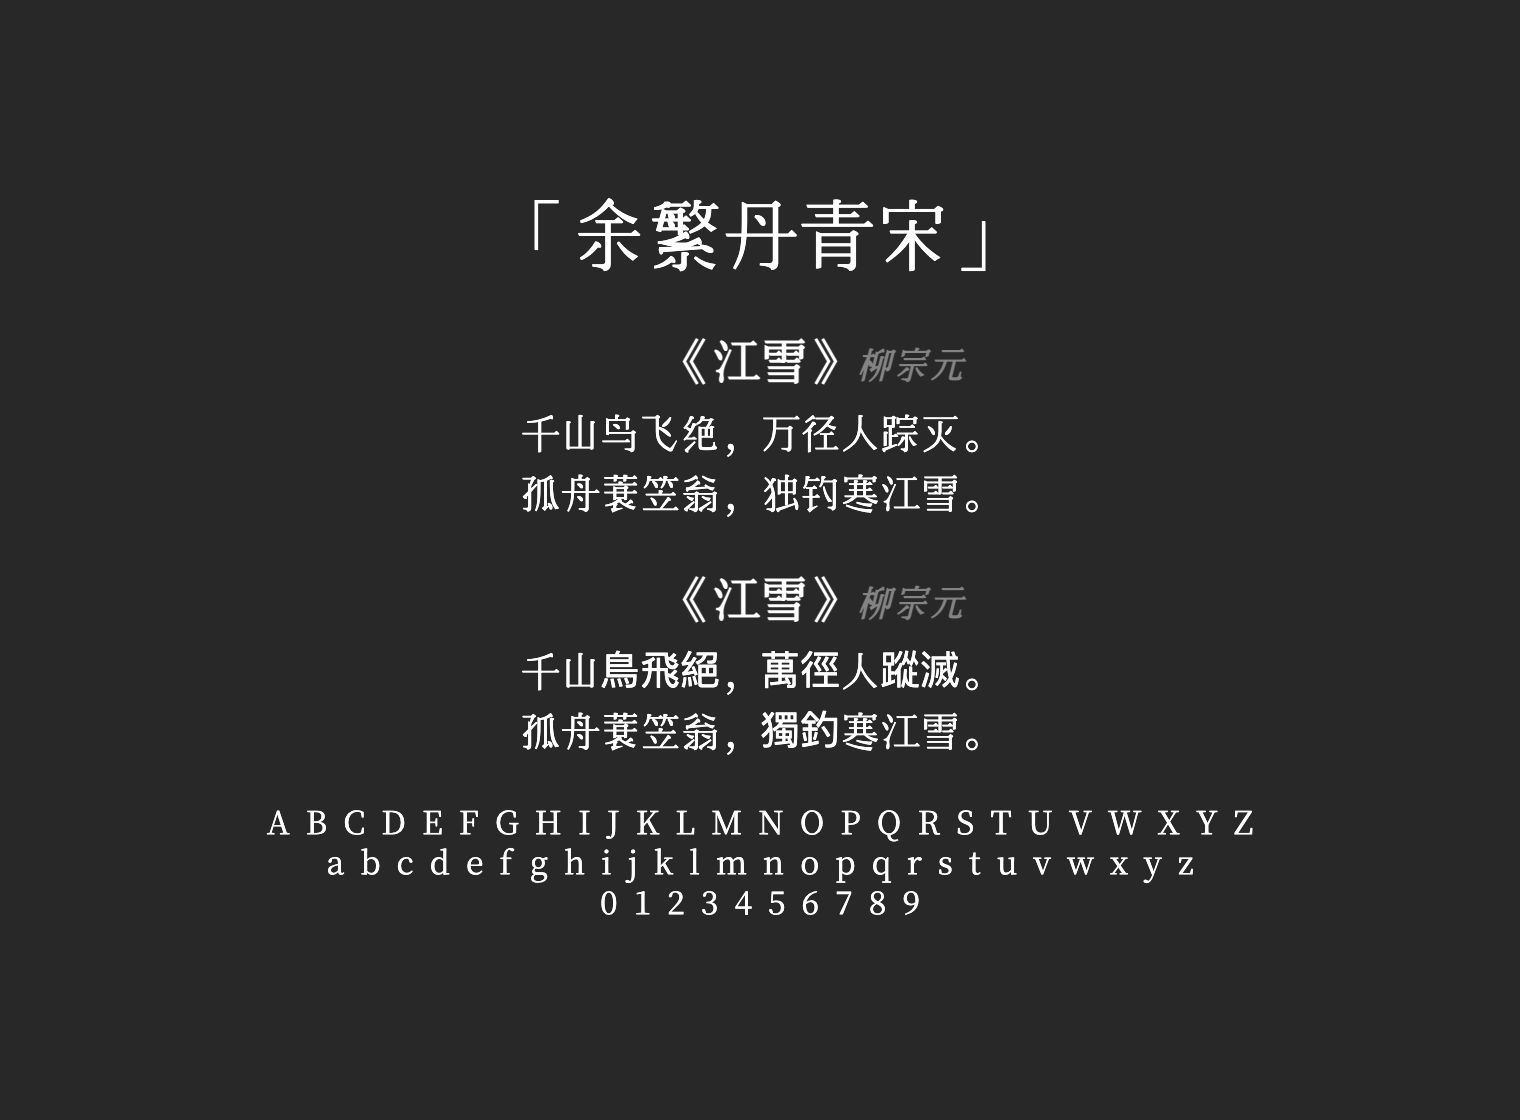 「余繁丹青宋」
《江雪》柳宗元
千山鸟飞绝，万径人踪灭。
孤舟蓑笠翁，独钓寒江雪。
《江雪》柳宗元
千山鳥飛絕，萬徑人蹤滅。
孤舟蓑笠翁，獨釣寒江雪。
A B C D E F G H I J K L M N O P Q R S T U V W X Y Z
a b c d e f g h i j k l m n o p q r s t u v w x y z
0 1 2 3 4 5 6 7 8 9